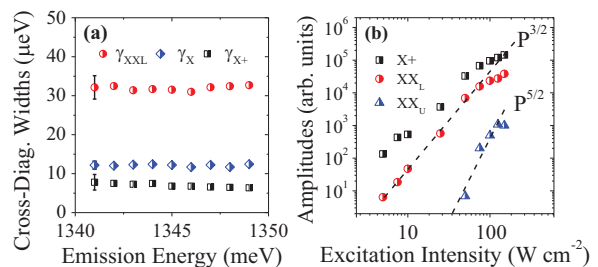 (a)
γXXL γX γX+
Cross-Diag. Widths (μeV)
60
50
40
30
20
10
0
1340 1345 1350
Emission Energy (meV)
(b)
X+
XXL
XXU
P3/2
P5/2
Amplitudes (arb. units)
10^6
10^5
10^4
10^3
10^2
10^1
10 100
Excitation Intensity (W cm-2)